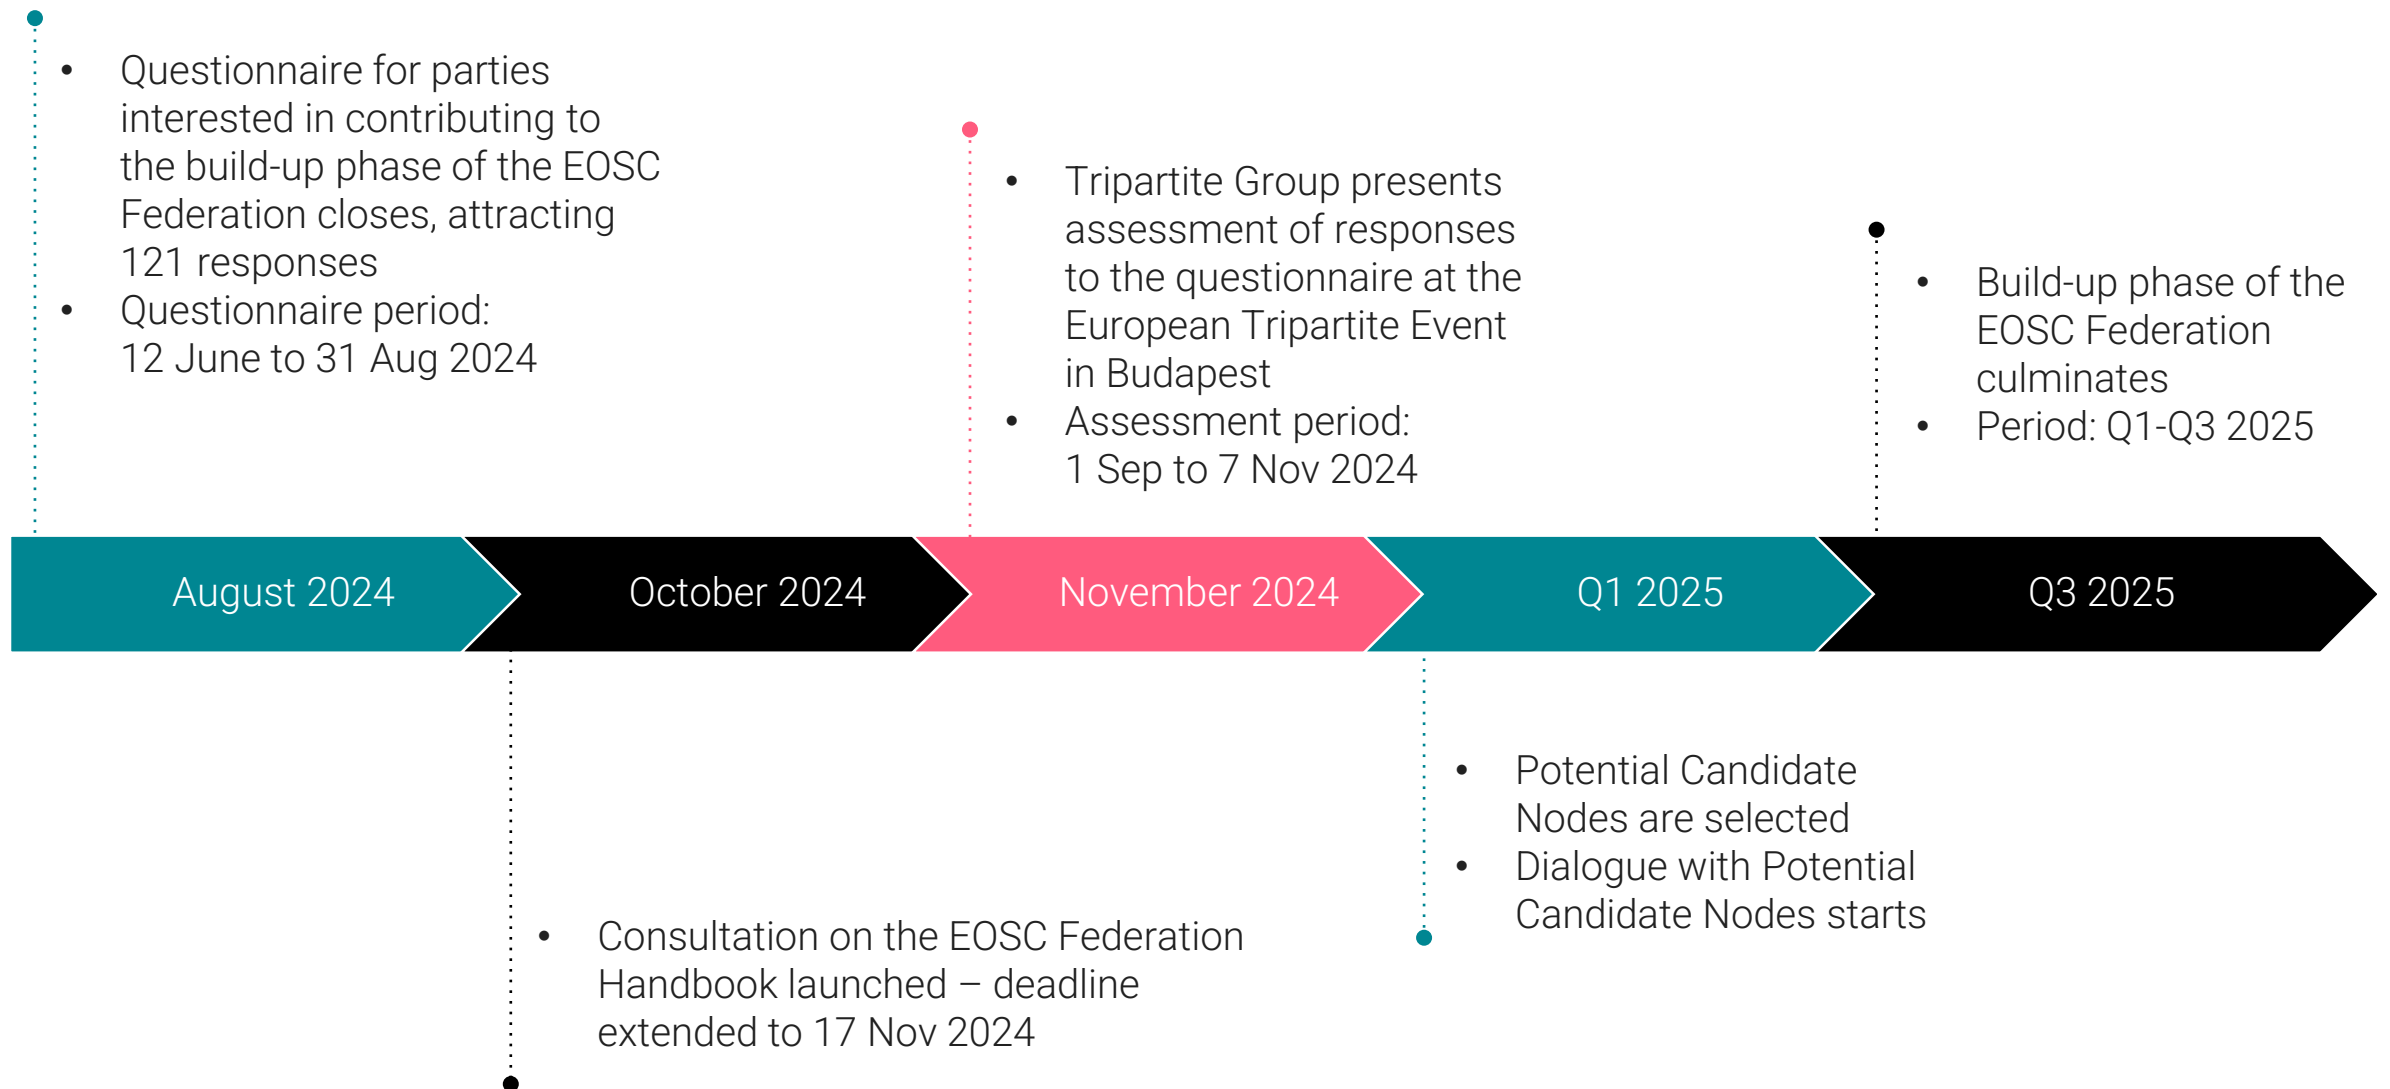 • Questionnaire for parties
interested in contributing to
the build-up phase of the EOSC
Federation closes, attracting
121 responses
• Questionnaire period:
12 June to 31 Aug 2024
• Tripartite Group presents
assessment of responses
to the questionnaire at the
European Tripartite Event
in Budapest
• Assessment period:
1 Sep to 7 Nov 2024
• Build-up phase of the
EOSC Federation
culminates
• Period: Q1-Q3 2025
August 2024
October 2024
November 2024
Q1 2025
Q3 2025
• Consultation on the EOSC Federation
Handbook launched – deadline
extended to 17 Nov 2024
• Potential Candidate
Nodes are selected
• Dialogue with Potential
Candidate Nodes starts